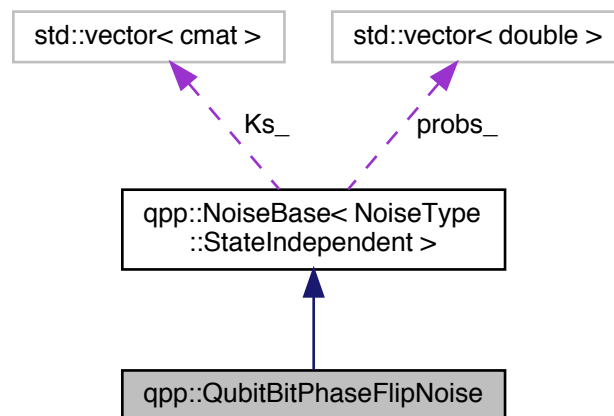 std::vector< cmat >
std::vector< double >
Ks_
probs_
qpp::NoiseBase< NoiseType
::StateIndependent >
qpp::QubitBitPhaseFlipNoise